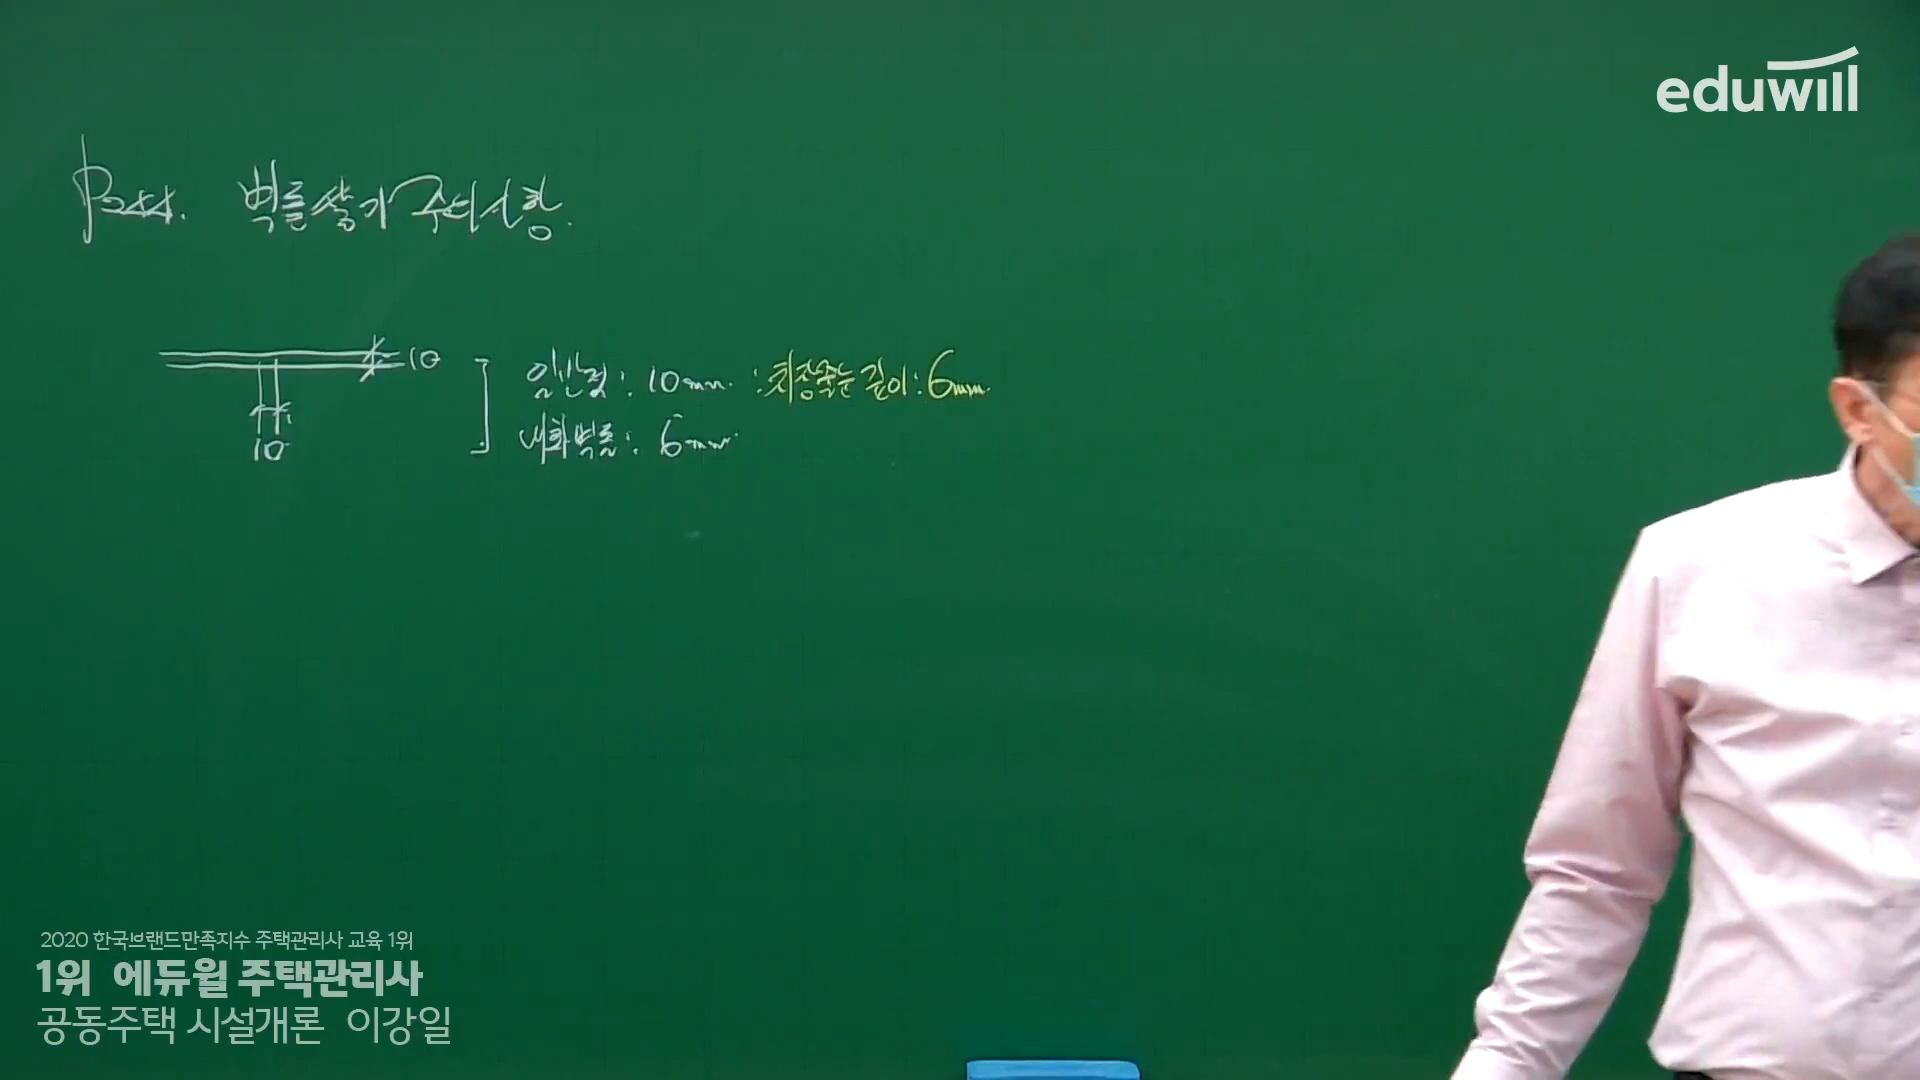 eduwill
P244. 벽돌쌓기 주의사항.
10
일반적: 10mm. : 치장줄눈 깊이: 6mm.
10
내화벽돌: 6mm.
2020 한국브랜드만족지수 주택관리사 교육 1위
1위 에듀윌 주택관리사
공동주택 시설개론 이강일